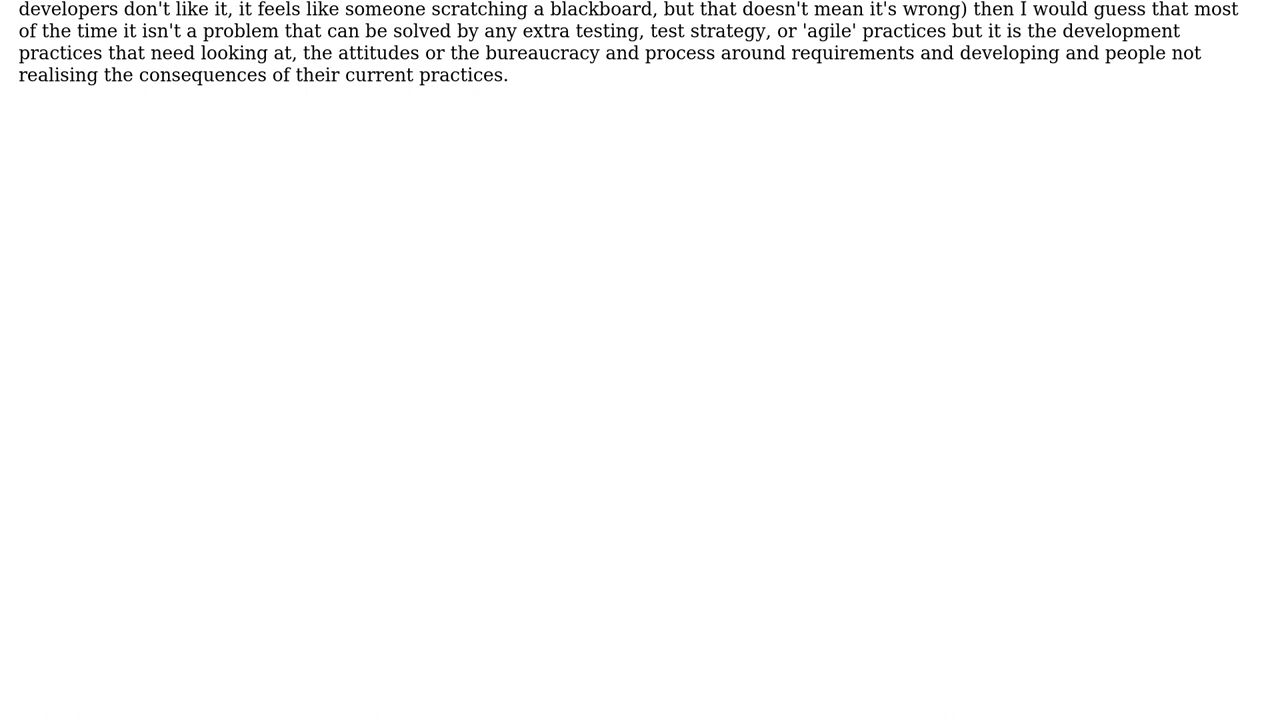 developers don't like it, it feels like someone scratching a blackboard, but that doesn't mean it's wrong) then I would guess that most
of the time it isn't a problem that can be solved by any extra testing, test strategy, or 'agile' practices but it is the development
practices that need looking at, the attitudes or the bureaucracy and process around requirements and developing and people not
realising the consequences of their current practices.